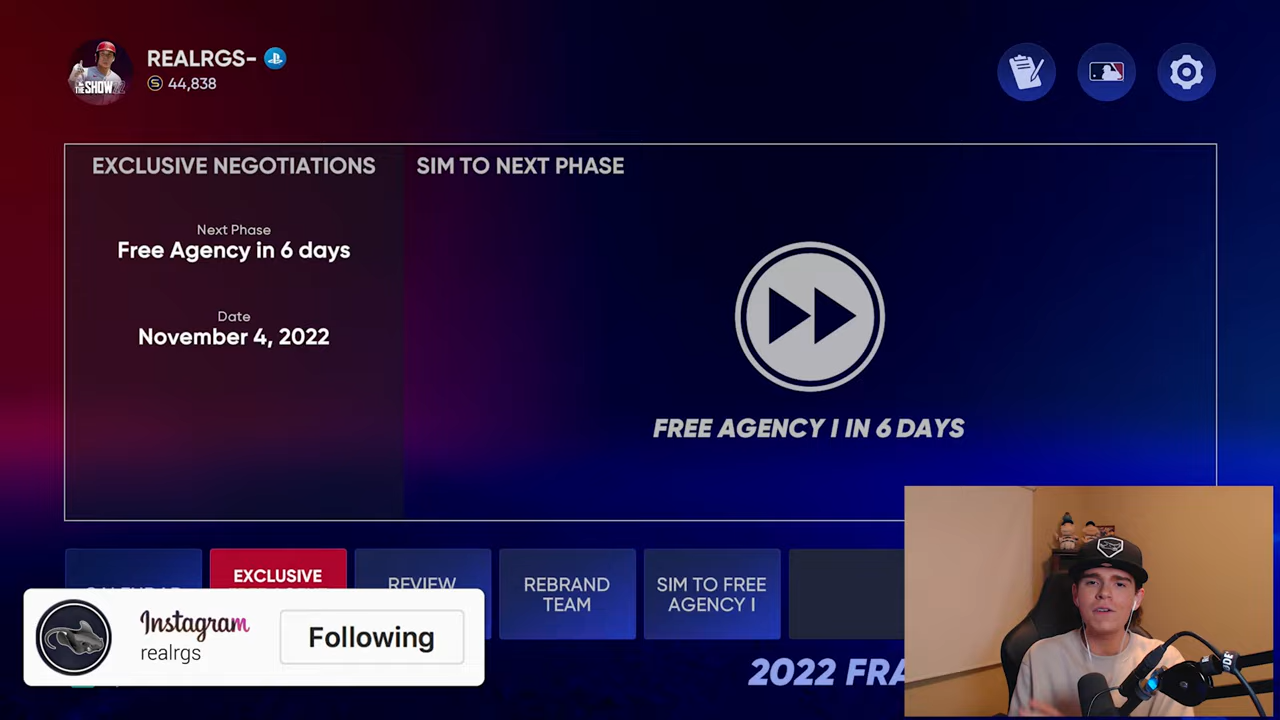 REALRGS-
44,838
THE SHOW
EXCLUSIVE NEGOTIATIONS
SIM TO NEXT PHASE
Next Phase
Free Agency in 6 days
Date
November 4, 2022
FREE AGENCY I IN 6 DAYS
EXCLUSIVE
REVIEW
REBRAND
TEAM
SIM TO FREE
AGENCY I
Instagram
realrgs
Following
2022 FRA